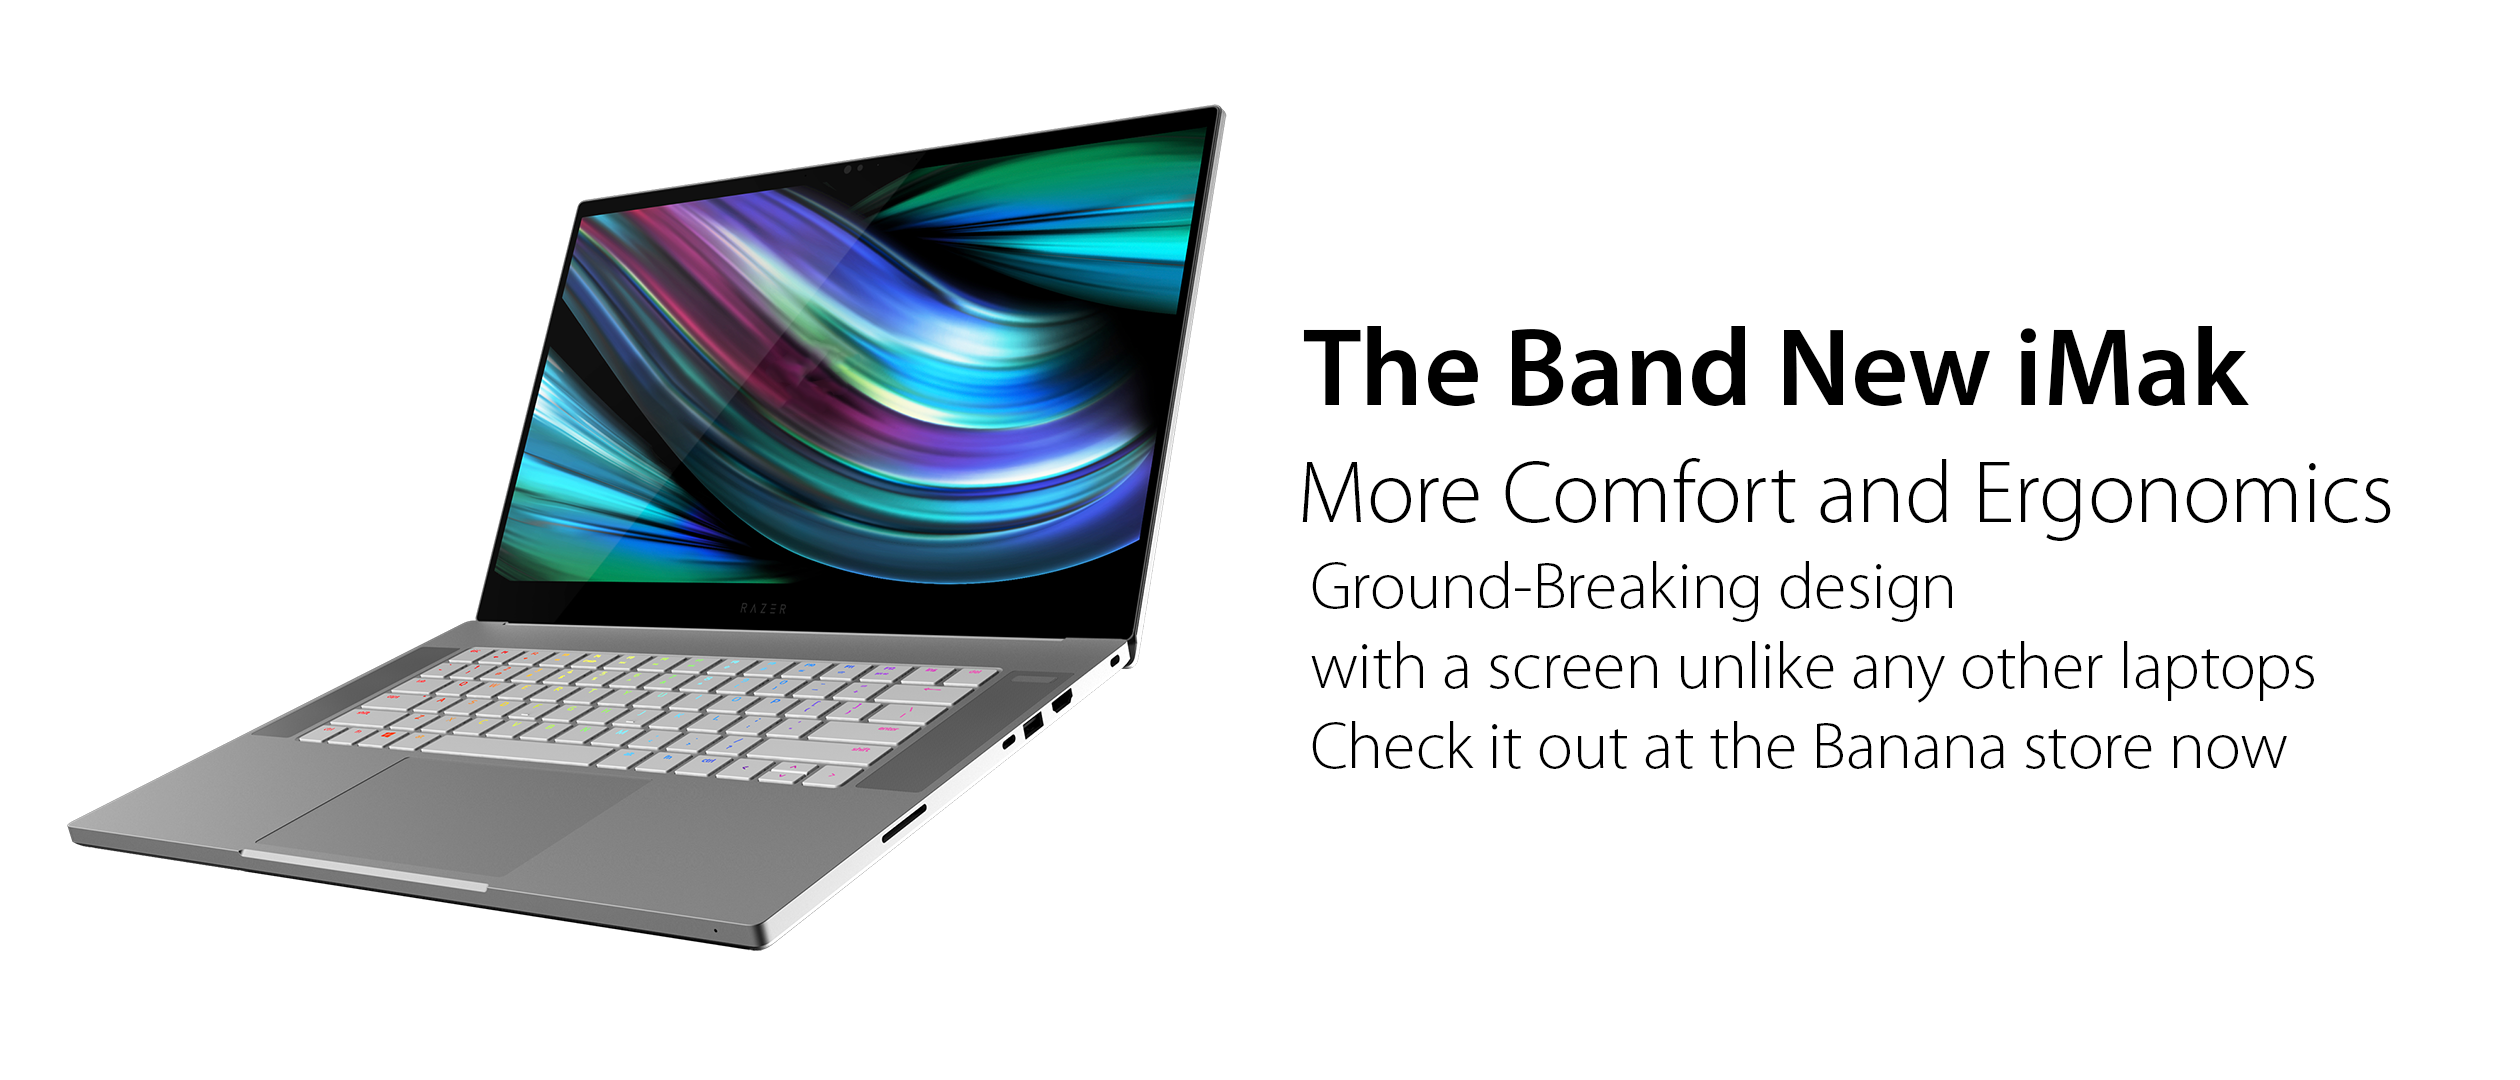 The Band New iMak
More Comfort and Ergonomics
Ground-Breaking design
with a screen unlike any other laptops
Check it out at the Banana store now
RAZER